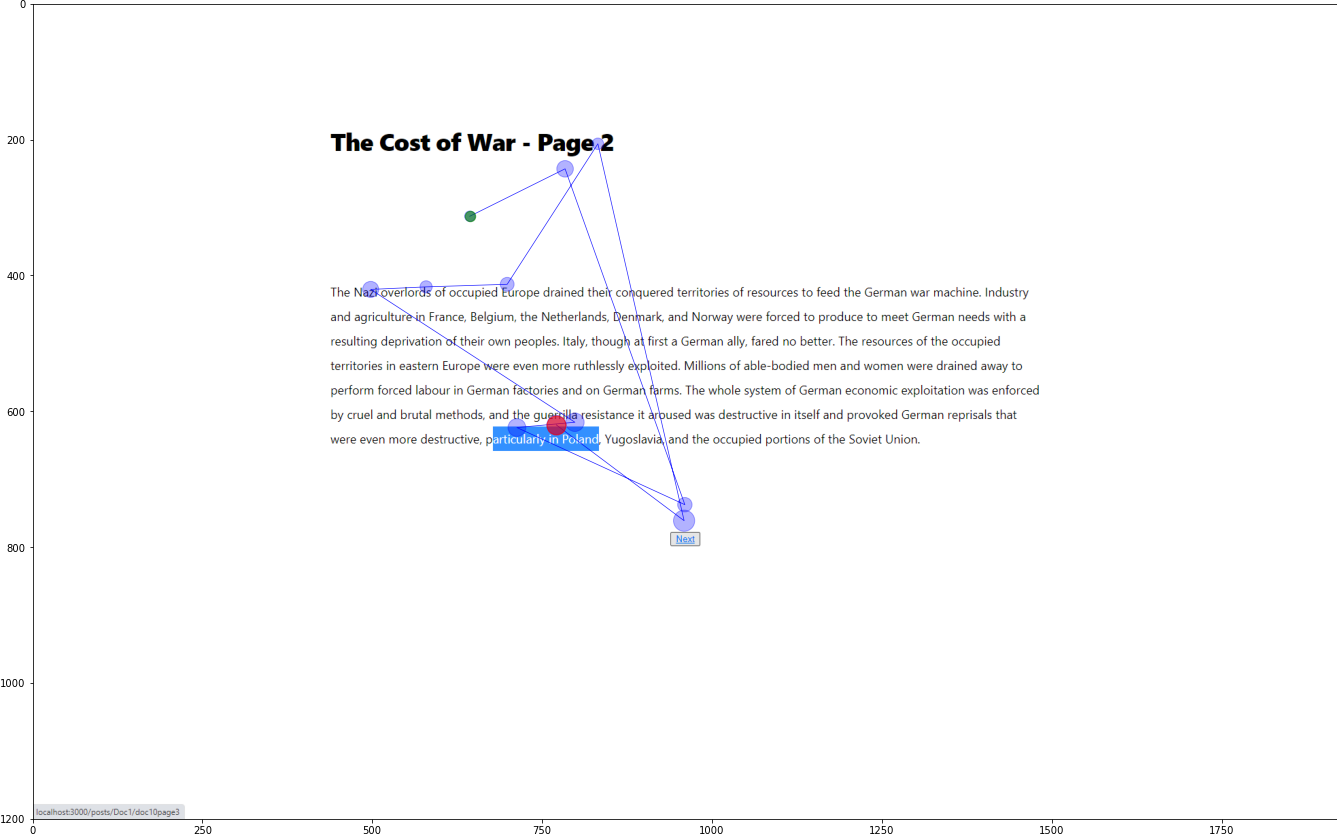 0
200
400
600
800
1000
1200
The Cost of War - Page 2
The Nazi overlords of occupied Europe drained their conquered territories of resources to feed the German war machine. Industry
and agriculture in France, Belgium, the Netherlands, Denmark, and Norway were forced to produce to meet German needs with a
resulting deprivation of their own peoples. Italy, though at first a German ally, fared no better. The resources of the occupied
territories in eastern Europe were even more ruthlessly exploited. Millions of able-bodied men and women were drained away to
perform forced labour in German factories and on German farms. The whole system of German economic exploitation was enforced
by cruel and brutal methods, and the guerrilla resistance it aroused was destructive in itself and provoked German reprisals that
were even more destructive, particularly in Poland, Yugoslavia, and the occupied portions of the Soviet Union.
Next
localhost:3000/posts/Doc1/doc10page3
0 250 500 750 1000 1250 1500 1750